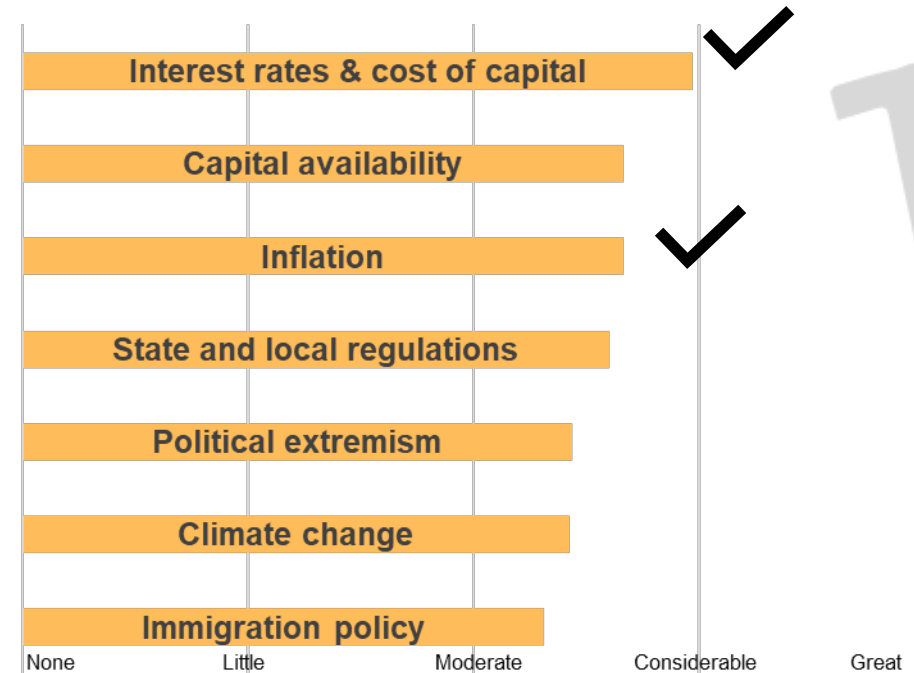 Interest rates & cost of capital
Capital availability
Inflation
State and local regulations
Political extremism
Climate change
Immigration policy
None Little Moderate Considerable Great